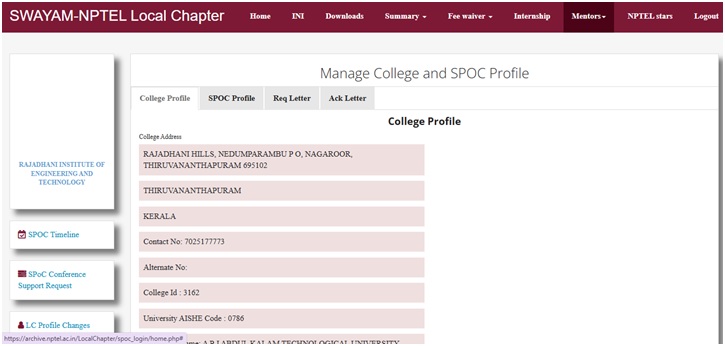 SWAYAM-NPTEL Local Chapter
Home
INI
Downloads
Summary
Fee waiver
Internship
Mentors
NPTEL stars
Logout
RAJADHANI INSTITUTE OF
ENGINEERING AND
TECHNOLOGY
SPOC Timeline
SPoC Conference
Support Request
LC Profile Changes
Manage College and SPOC Profile
College Profile
SPOC Profile
Req Letter
Ack Letter
College Profile
College Address
RAJADHANI HILLS, NEDUMPARAMBU P O, NAGAROOR,
THIRUVANANTHAPURAM 695102
THIRUVANANTHAPURAM
KERALA
Contact No: 7025177773
Alternate No:
College Id : 3162
University AISHE Code : 0786
A P J ABDUL KALAM TECHNOLOGICAL UNIVERSITY
https://archive.nptel.ac.in/LocalChapter/spoc_login/home.php#